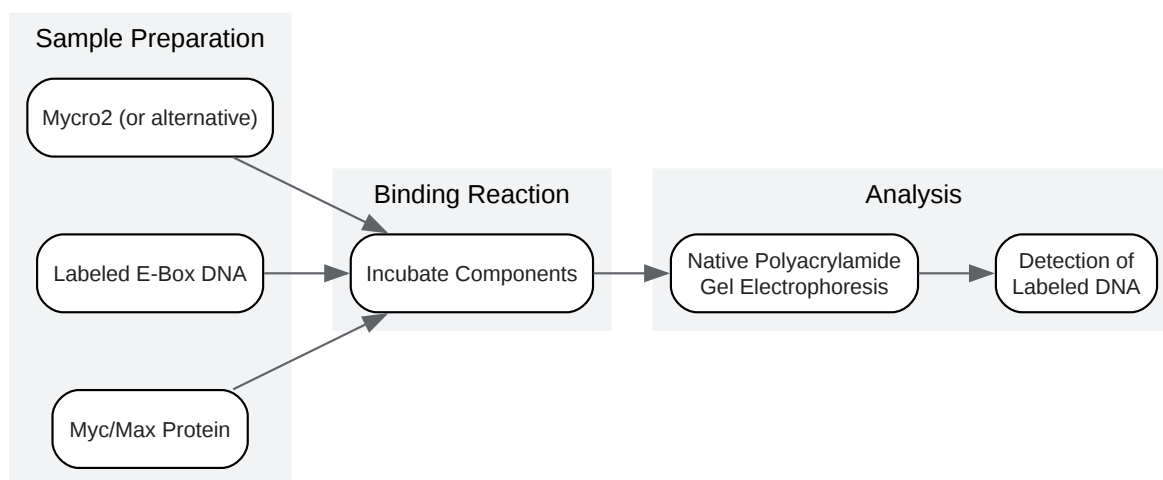 Sample Preparation
Mycro2 (or alternative)
Labeled E-Box DNA
Myc/Max Protein
Binding Reaction
Incubate Components
Analysis
Native Polyacrylamide
Gel Electrophoresis
Detection of
Labeled DNA